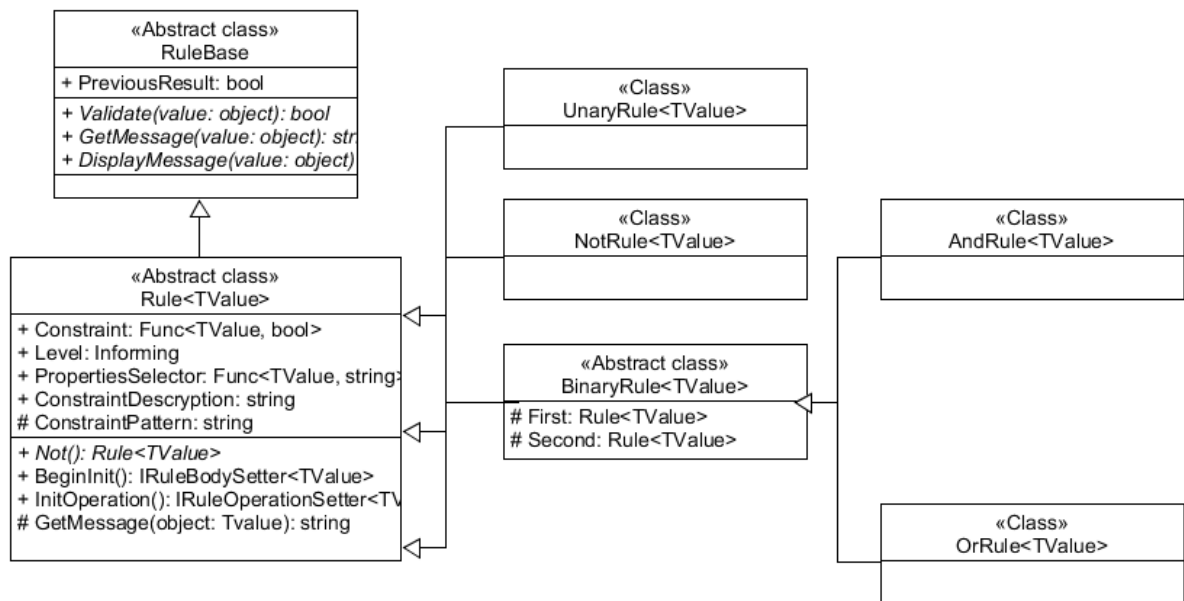 «Abstract class»
RuleBase
+ PreviousResult: bool
+ Validate(value: object): bool
+ GetMessage(value: object): stri
+ DisplayMessage(value: object)
«Abstract class»
Rule<TValue>
+ Constraint: Func<TValue, bool>
+ Level: Informing
+ PropertiesSelector: Func<TValue, string>
+ ConstraintDescryption: string
# ConstraintPattern: string
+ Not(): Rule<TValue>
+ BeginInit(): IRuleBodySetter<TValue>
+ InitOperation(): IRuleOperationSetter<TV
# GetMessage(object: Tvalue): string
«Class»
UnaryRule<TValue>
«Class»
NotRule<TValue>
«Abstract class»
BinaryRule<TValue>
# First: Rule<TValue>
# Second: Rule<TValue>
«Class»
AndRule<TValue>
«Class»
OrRule<TValue>